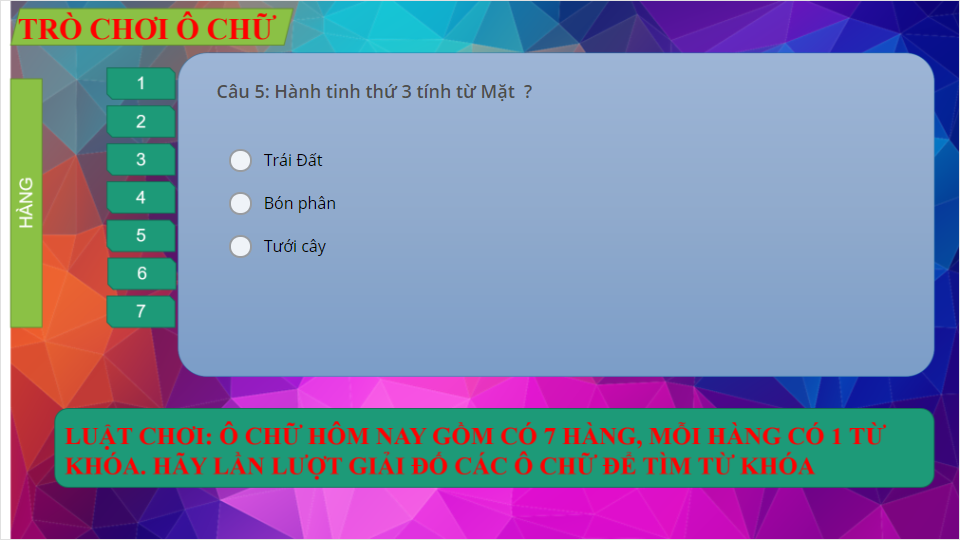 TRÒ CHƠI Ô CHỮ
HÀNG
1
2
3
4
5
6
7
Câu 5: Hành tinh thứ 3 tính từ Mặt ?
Trái Đất
Bón phân
Tưới cây
LUẬT CHƠI: Ô CHỮ HÔM NAY GỒM CÓ 7 HÀNG, MỖI HÀNG CÓ 1 TỪ
KHÓA. HÃY LẦN LƯỢT GIẢI ĐỐ CÁC Ô CHỮ ĐỂ TÌM TỪ KHÓA